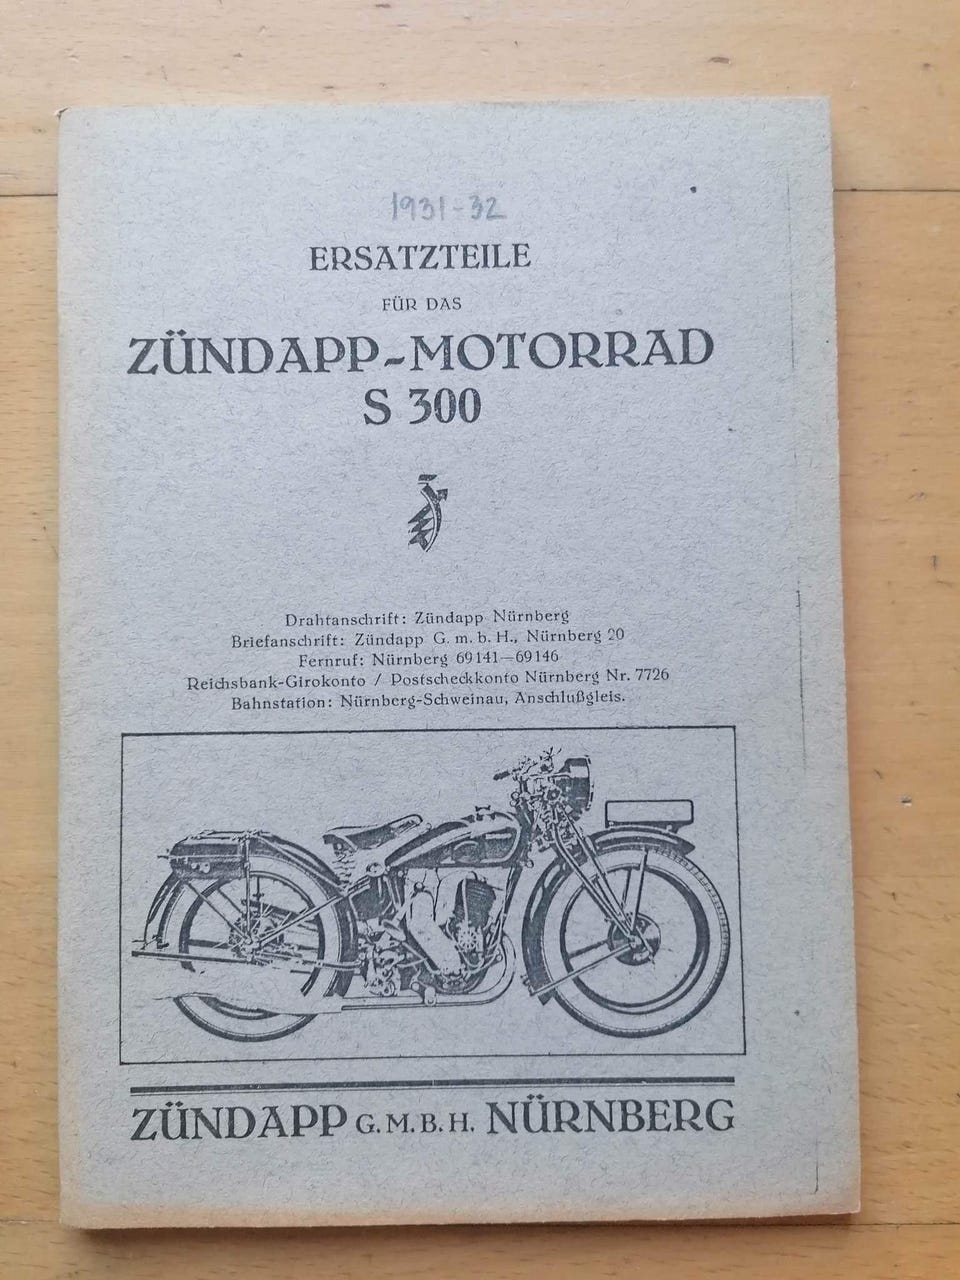 1931-32
ERSATZTEILE
FÜR DAS
ZÜNDAPP-MOTORRAD
S 300
Drahtanschrift: Zündapp Nürnberg
Briefanschrift: Zündapp G. m. b. H., Nürnberg 20
Fernruf: Nürnberg 69141—69146
Reichsbank-Girokonto / Postscheckkonto Nürnberg Nr. 7726
Bahnstation: Nürnberg-Schweinau, Anschlußgleis.
ZÜNDAPP G. M. B. H. NÜRNBERG